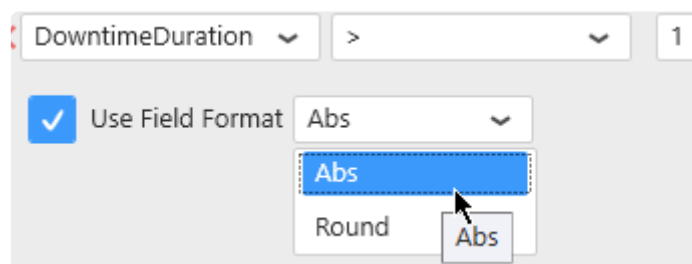 DowntimeDuration > 1
Use Field Format Abs
Abs
Round
Abs